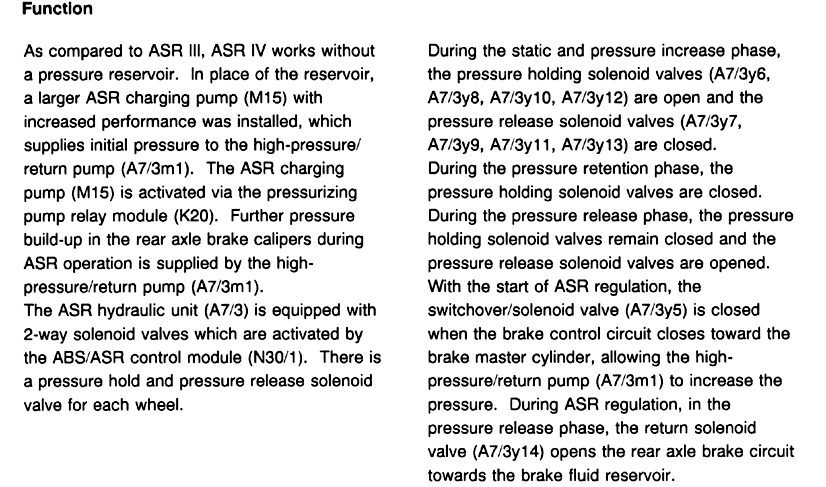 Function
As compared to ASR III, ASR IV works without
a pressure reservoir.  In place of the reservoir,
a larger ASR charging pump (M15) with
increased performance was installed, which
supplies initial pressure to the high-pressure/
return pump (A7/3m1).  The ASR charging
pump (M15) is activated via the pressurizing
pump relay module (K20).  Further pressure
build-up in the rear axle brake calipers during
ASR operation is supplied by the high-
pressure/return pump (A7/3m1).
The ASR hydraulic unit (A7/3) is equipped with
2-way solenoid valves which are activated by
the ABS/ASR control module (N30/1).  There is
a pressure hold and pressure release solenoid
valve for each wheel.
During the static and pressure increase phase,
the pressure holding solenoid valves (A7/3y6,
A7/3y8, A7/3y10, A7/3y12) are open and the
pressure release solenoid valves (A7/3y7,
A7/3y9, A7/3y11, A7/3y13) are closed.
During the pressure retention phase, the
pressure holding solenoid valves are closed.
During the pressure release phase, the pressure
holding solenoid valves remain closed and the
pressure release solenoid valves are opened.
With the start of ASR regulation, the
switchover/solenoid valve (A7/3y5) is closed
when the brake control circuit closes toward the
brake master cylinder, allowing the high-
pressure/return pump (A7/3m1) to increase the
pressure.  During ASR regulation, in the
pressure release phase, the return solenoid
valve (A7/3y14) opens the rear axle brake circuit
towards the brake fluid reservoir.